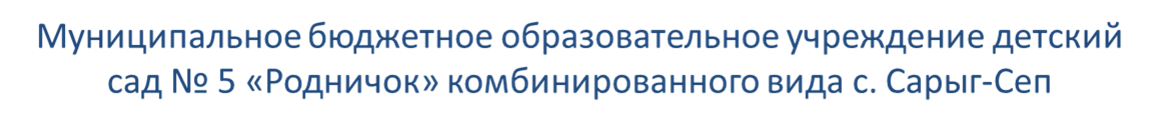 Муниципальное бюджетное образовательное учреждение детский
сад № 5 «Родничок» комбинированного вида с. Сарыг-Сеп